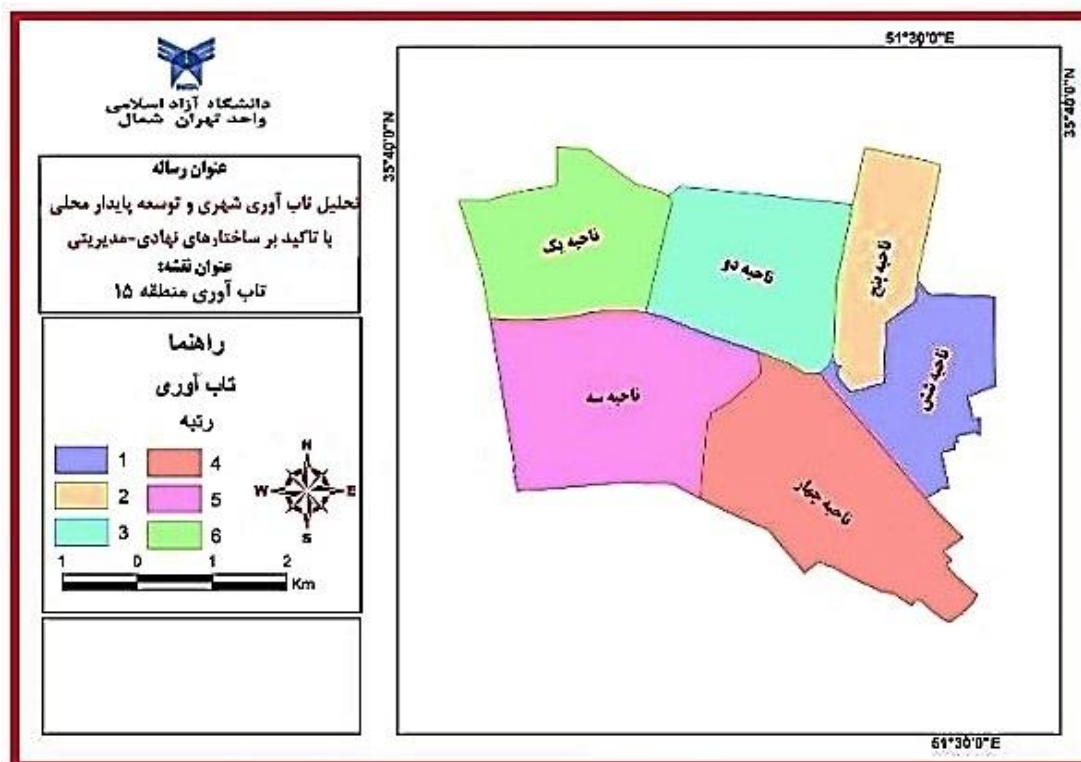 دانشگاه آزاد اسلامی
واحد تهران شمال
عنوان رساله
تحلیل تاب آوری شهری و توسعه پایدار محلی
با تاکید بر ساختارهای نهادی-مدیریتی
عنوان نقشه:
تاب آوری منطقه ۱۵
راهنما
تاب آوری
رتبه
1 4
2 5
3 6
N
W E
S
1 0 1 2
Km
51°30'0"E
35°40'0"N
35°40'0"N
ناحیه یک
ناحیه دو
ناحیه پنج
ناحیه شش
ناحیه سه
ناحیه چهار
51°30'0"E